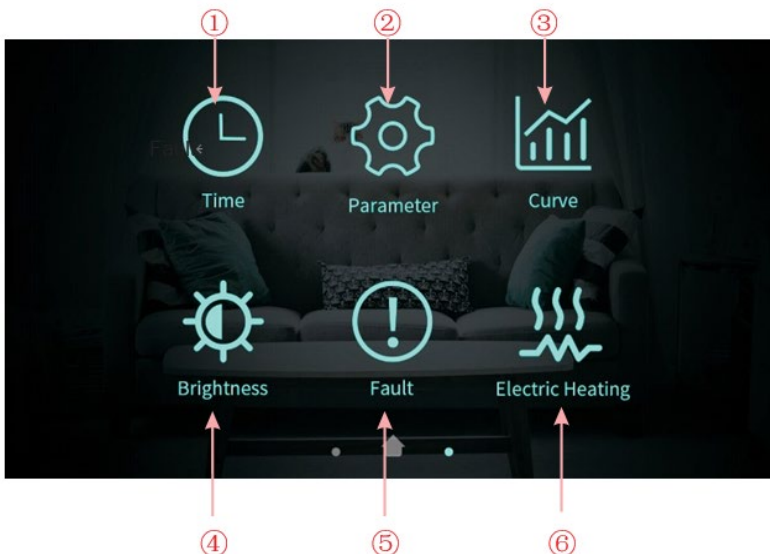 ① ② ③
Time Parameter Curve
Brightness Fault Electric Heating
④ ⑤ ⑥